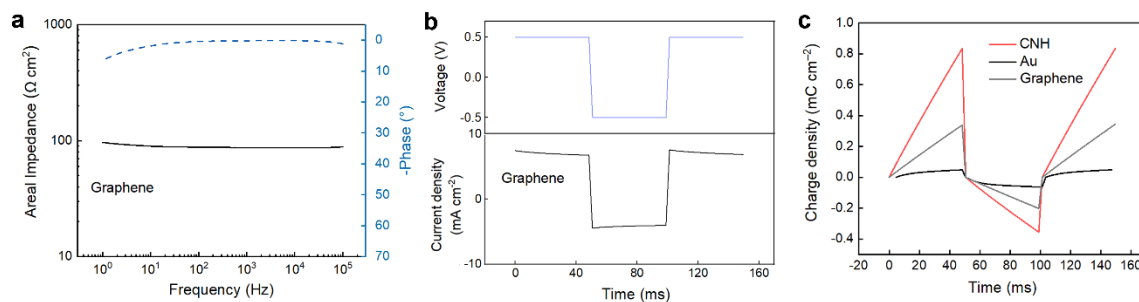 a
Areal Impedance (Ω cm²)
1000
100
10
Graphene
10⁰ 10¹ 10² 10³ 10⁴ 10⁵
Frequency (Hz)
0
10
20
30
40
50
60
70
-Phase (°)
b
Voltage (V)
0.5
0.0
-0.5
Current density
(mA cm⁻²)
10
0
-10
Graphene
0 40 80 120 160
Time (ms)
c
Charge density (mC cm⁻²)
1.0
0.8
0.6
0.4
0.2
0.0
-0.2
0.4
CNH
Au
Graphene
-20 0 20 40 60 80 100 120 140 160
Time (ms)